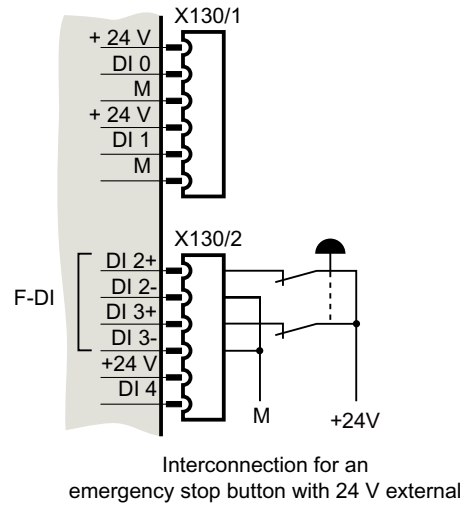 X130/1
+ 24 V
DI 0
M
+ 24 V
DI 1
M
X130/2
F-DI
DI 2+
DI 2-
DI 3+
DI 3-
+24 V
DI 4
M
+24V
Interconnection for an
emergency stop button with 24 V external